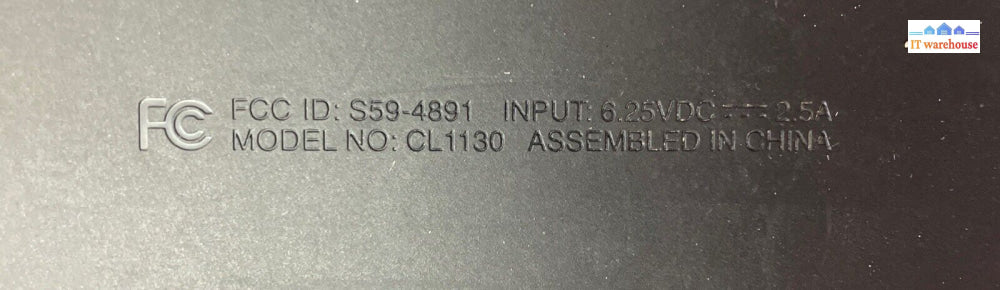 IT warehouse
FC FCC ID: S59-4891 INPUT: 6.25VDC ⎓ 2.5A
MODEL NO: CL1130 ASSEMBLED IN CHINA